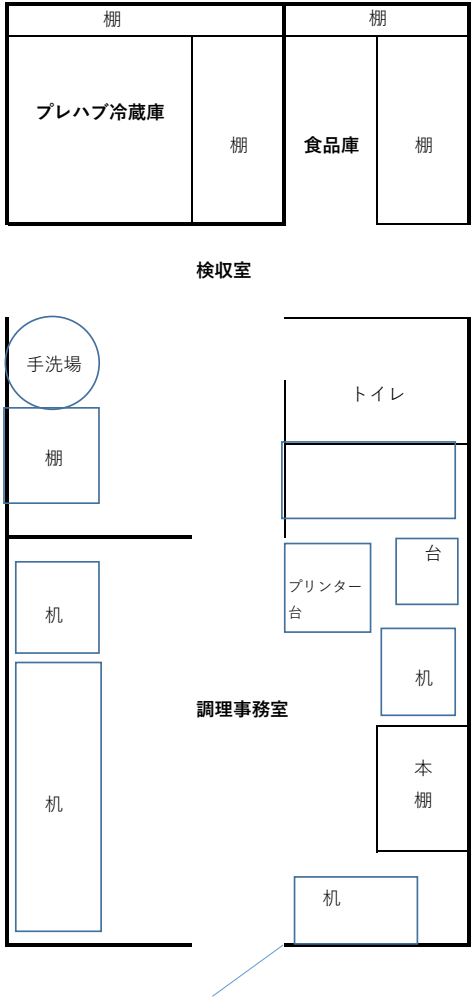 棚
棚
プレハブ冷蔵庫
棚
食品庫
棚
検収室
手洗場
トイレ
棚
台
プリンター
台
机
机
調理事務室
本
棚
机
机